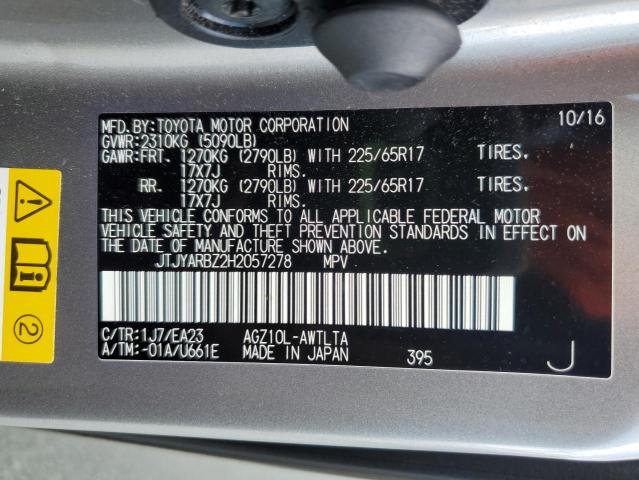 MFD.BY:TOYOTA MOTOR CORPORATION 10/16
GVWR:2310KG (5090LB)
GAWR:FRT. 1270KG (2790LB) WITH 225/65R17 TIRES.
17X7J RIMS.
RR. 1270KG (2790LB) WITH 225/65R17 TIRES.
17X7J RIMS.
THIS VEHICLE CONFORMS TO ALL APPLICABLE FEDERAL MOTOR
VEHICLE SAFETY AND THEFT PREVENTION STANDARDS IN EFFECT ON
THE DATE OF MANUFACTURE SHOWN ABOVE.
JTJYARBZ2H2057278 MPV
C/TR:1J7/EA23 AGZ10L-AWTLTA
A/TM:-01A/U661E MADE IN JAPAN 395 J
2